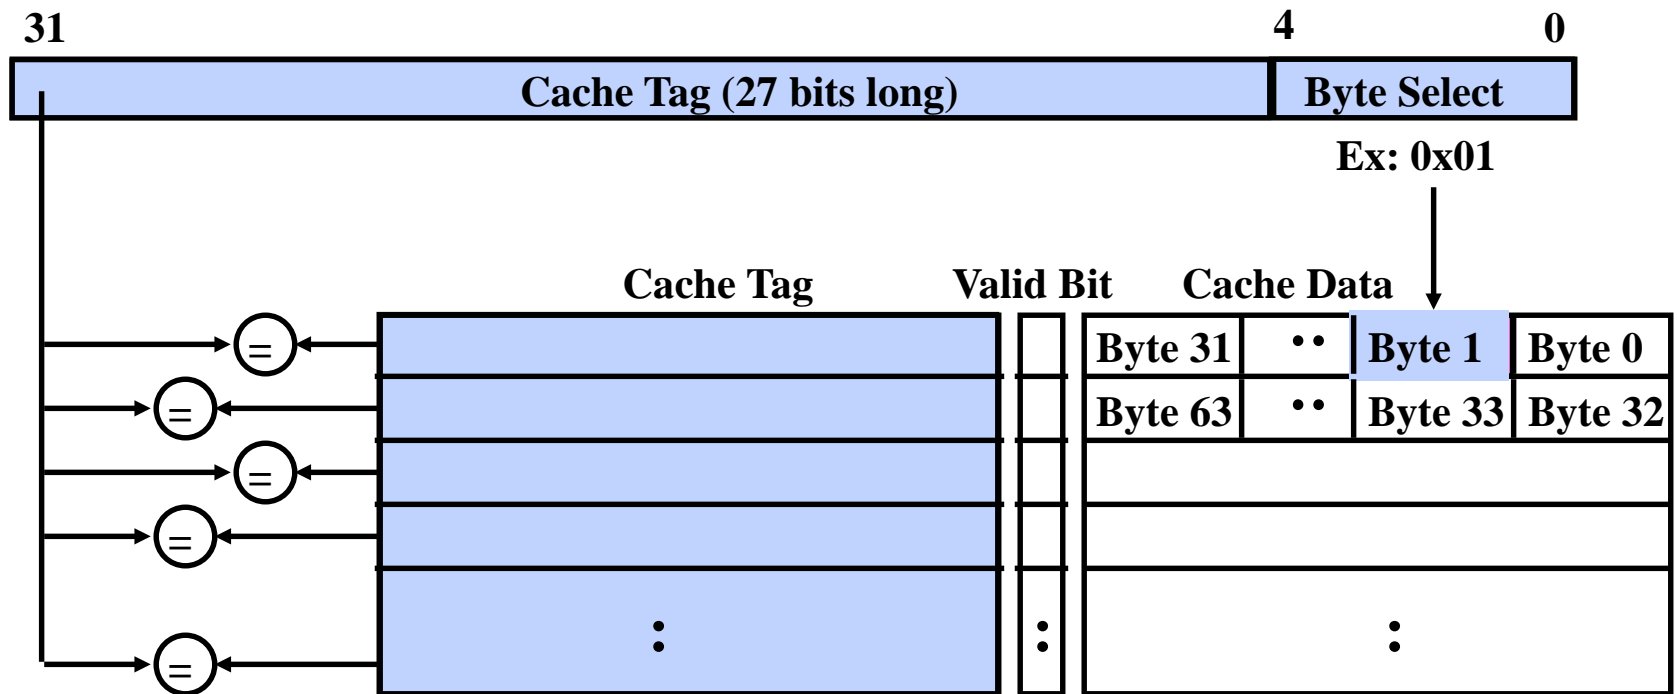 31 4 0
Cache Tag (27 bits long) Byte Select
Ex: 0x01
Cache Tag Valid Bit Cache Data
= Byte 31 : Byte 1 Byte 0
= Byte 63 : Byte 33 Byte 32
=
=
: : :
=